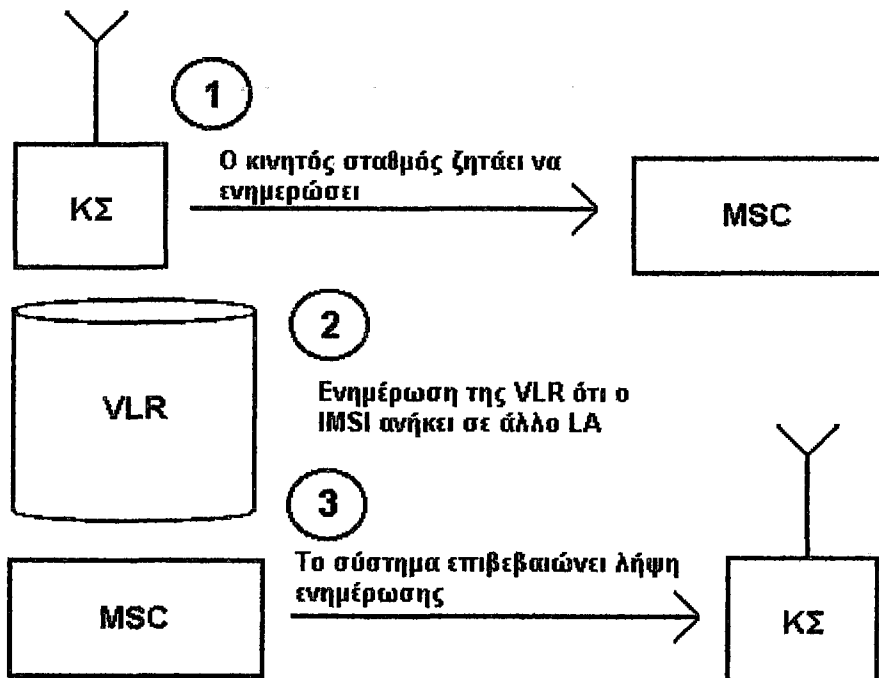 1
Ο κινητός σταθμός ζητάει να
ενημερώσει
ΚΣ
MSC
2
VLR
Ενημέρωση της VLR ότι ο
IMSI ανήκει σε άλλο LA
3
Το σύστημα επιβεβαιώνει λήψη
ενημέρωσης
MSC
ΚΣ